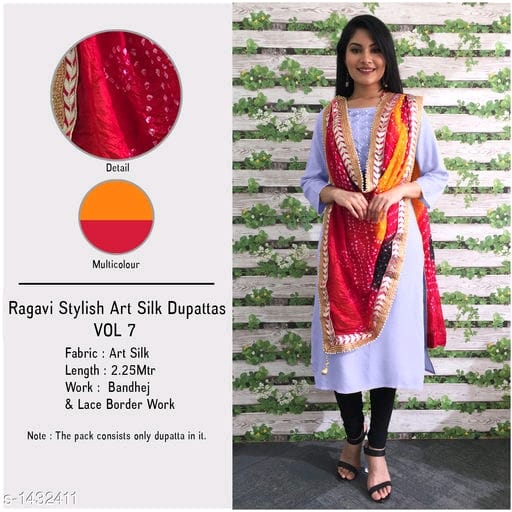 Detail
Multicolour
Ragavi Stylish Art Silk Dupattas
VOL 7
Fabric : Art Silk
Length : 2.25Mtr
Work : Bandhej
& Lace Border Work
Note : The pack consists only dupatta in it.
s-1432411